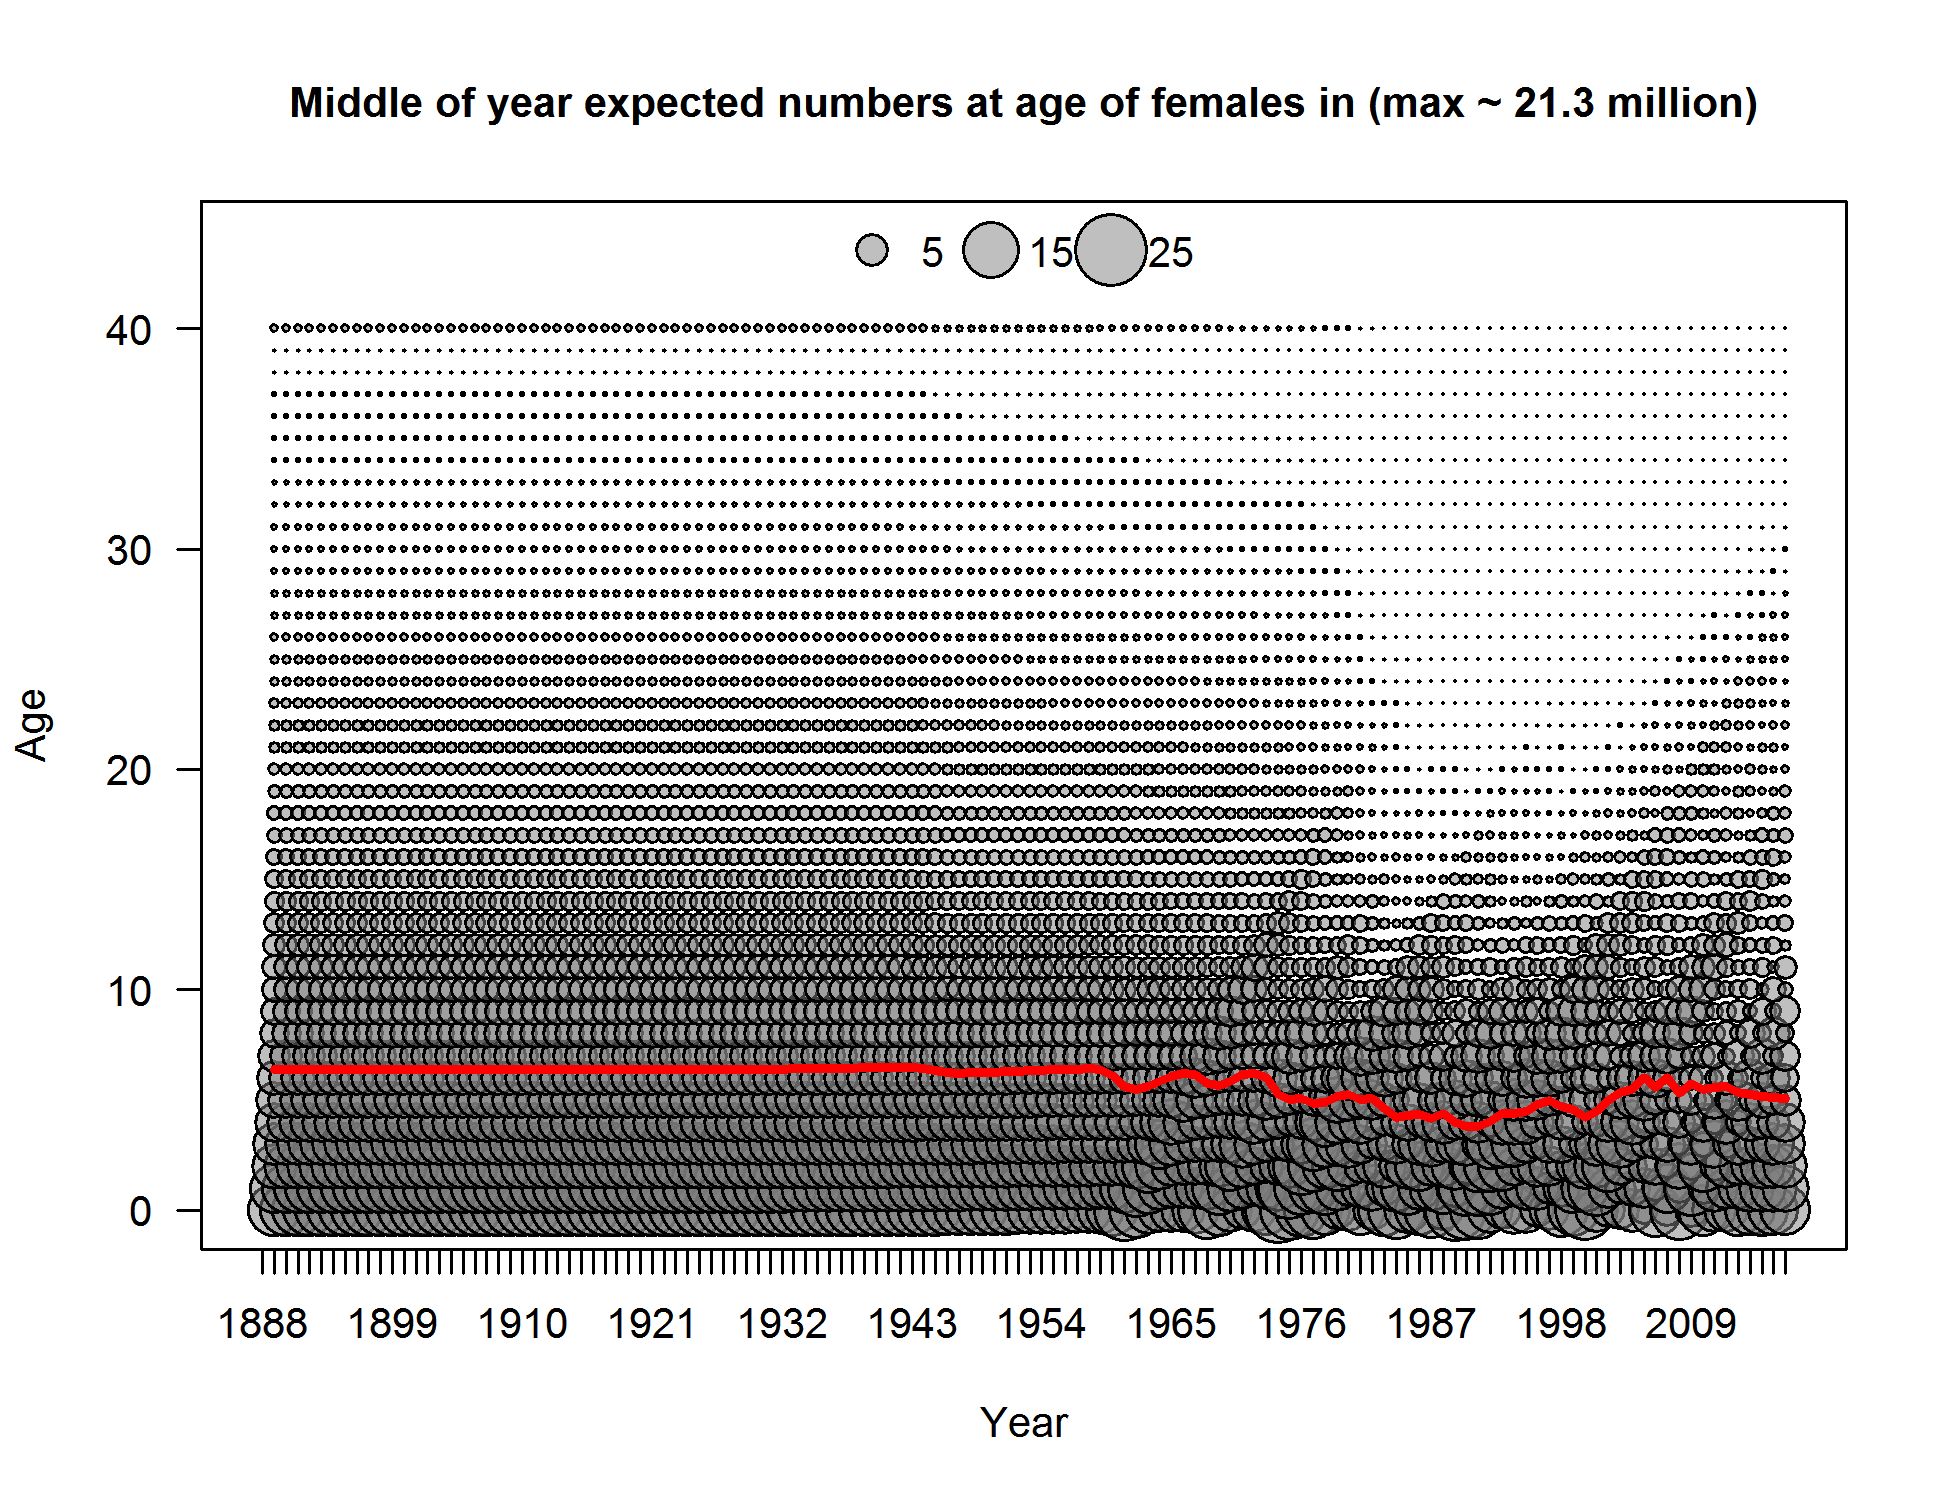 Middle of year expected numbers at age of females in (max ~ 21.3 million)
5 15 25
40
30
20
10
0
Age
1888 1899 1910 1921 1932 1943 1954 1965 1976 1987 1998 2009
Year